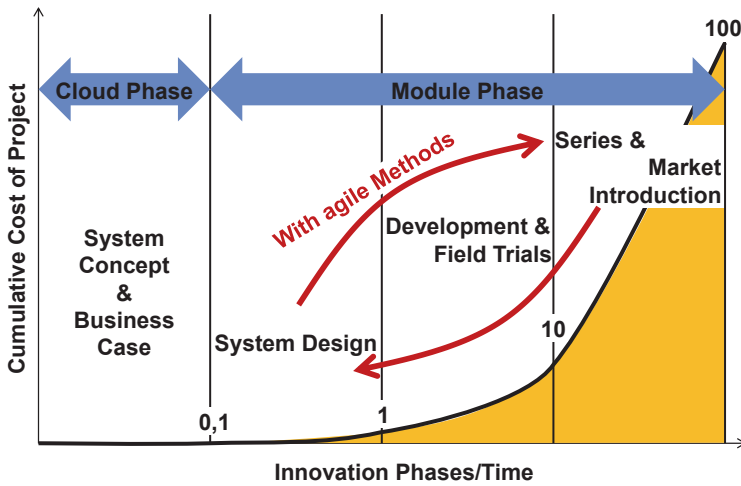 100
Cloud Phase
Module Phase
With agile Methods
Series &
Market
Introduction
Development &
Field Trials
System
Concept
&
Business
Case
System Design
10
1
0,1
Cumulative Cost of Project
Innovation Phases/Time